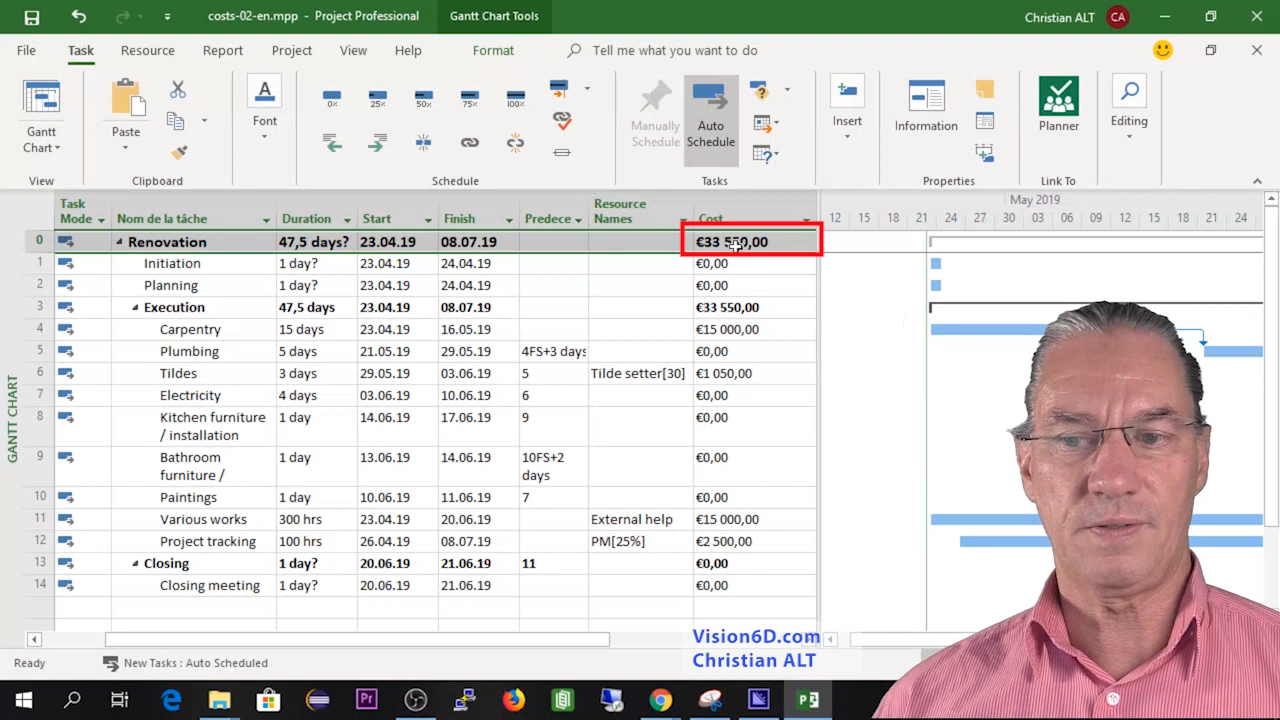 costs-02-en.mpp - Project Professional
Gantt Chart Tools
Christian ALT
CA
File
Task
Resource
Report
Project
View
Help
Format
Tell me what you want to do
Gantt
Chart
View
Paste
Clipboard
A
Font
0%
25%
50%
75%
100%
Schedule
Manually
Schedule
Auto
Schedule
Tasks
Insert
Information
Properties
Planner
Link To
Editing
Task
Mode
Nom de la tâche
Duration
Start
Finish
Predece
Resource
Names
Cost
May 2019
12 15 18 21 24 27 30 03 06 09 12 15 18 21 24
GANTT CHART
0 Renovation 47,5 days? 23.04.19 08.07.19
1 Initiation 1 day? 23.04.19 24.04.19 €0,00
2 Planning 1 day? 23.04.19 24.04.19 €0,00
3 Execution 47,5 days 23.04.19 08.07.19 €33 550,00
4 Carpentry 15 days 23.04.19 16.05.19 €15 000,00
5 Plumbing 5 days 21.05.19 29.05.19 4FS+3 days €0,00
6 Tildes 3 days 29.05.19 03.06.19 5 Tilde setter[30] €1 050,00
7 Electricity 4 days 03.06.19 10.06.19 6 €0,00
8 Kitchen furniture 1 day 14.06.19 17.06.19 9 €0,00
/ installation
9 Bathroom 1 day 13.06.19 14.06.19 10FS+2 €0,00
furniture / days
10 Paintings 1 day 10.06.19 11.06.19 7 €0,00
11 Various works 300 hrs 23.04.19 20.06.19 External help €15 000,00
12 Project tracking 100 hrs 26.04.19 08.07.19 PM[25%] €2 500,00
13 Closing 1 day? 20.06.19 21.06.19 11 €0,00
14 Closing meeting 1 day? 20.06.19 21.06.19 €0,00
Vision6D.com
Christian ALT
Ready
New Tasks : Auto Scheduled
Pr